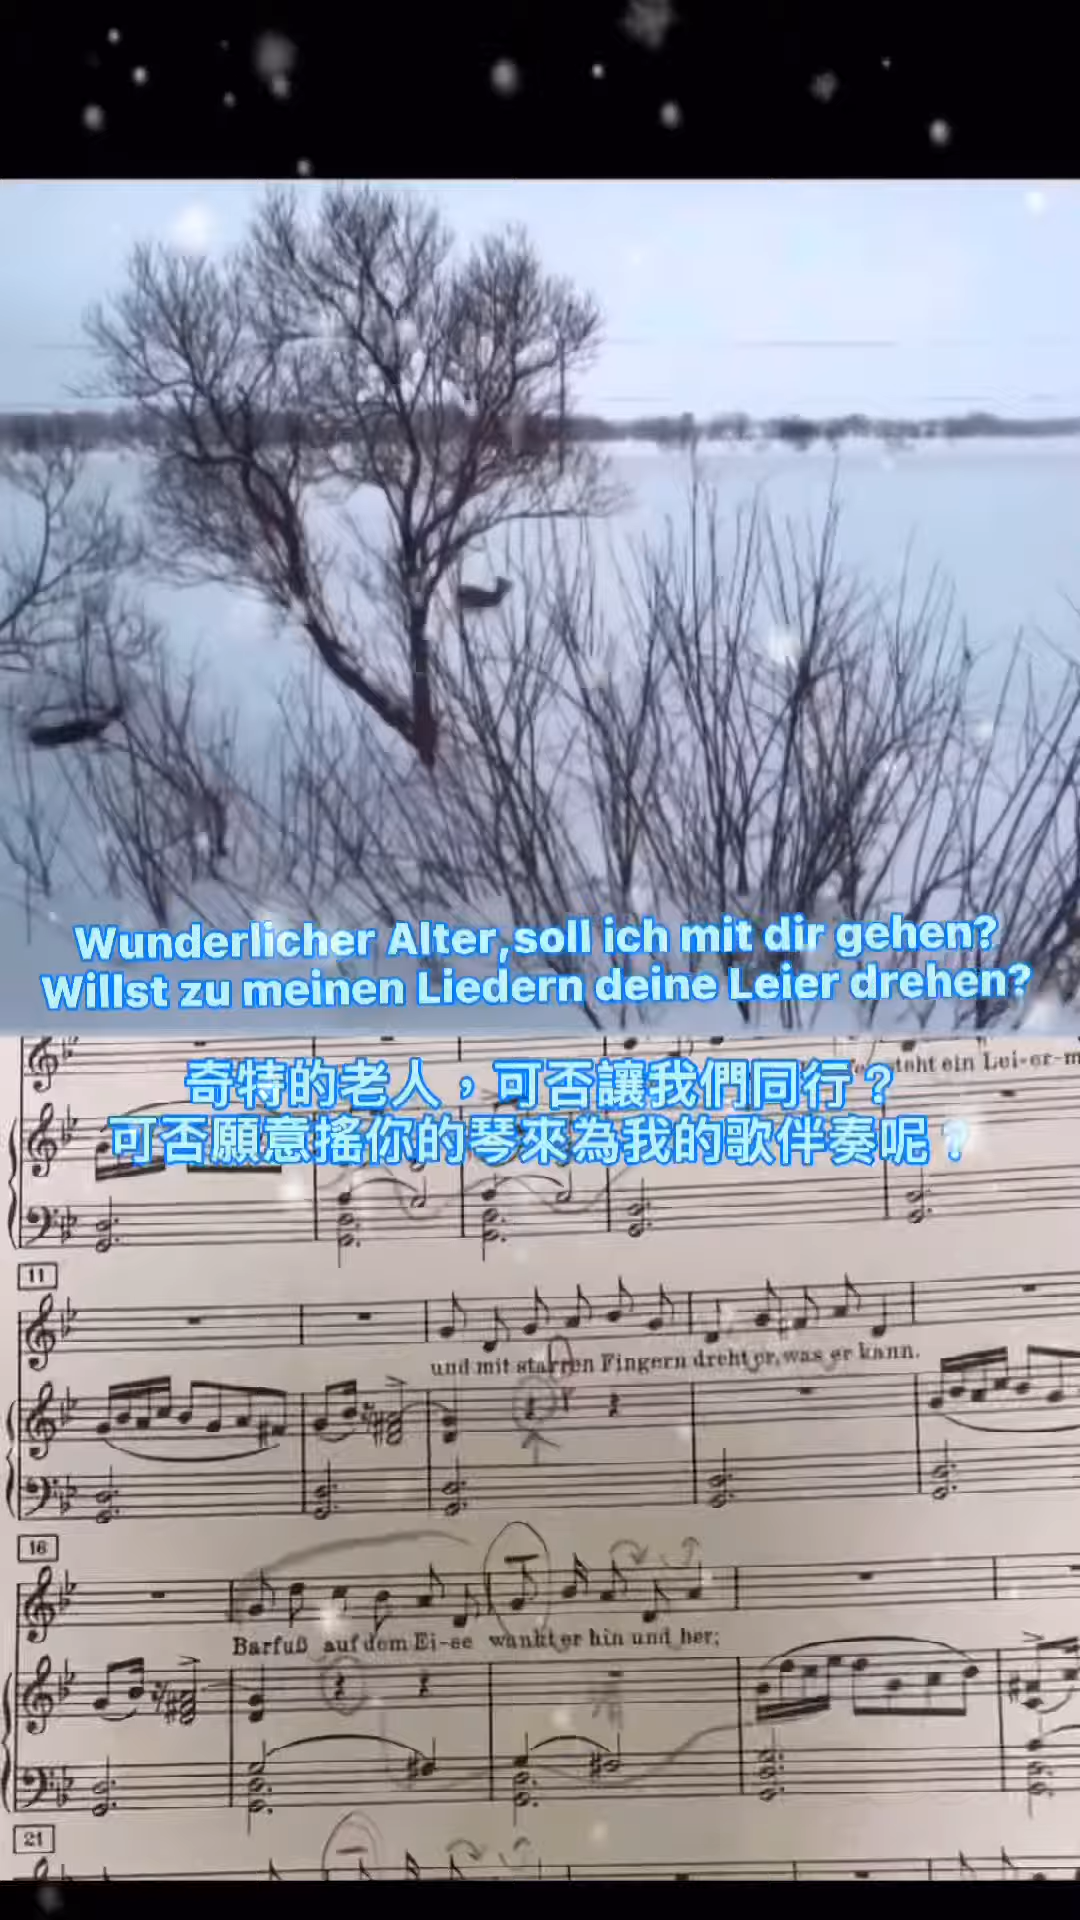 Wunderlicher Alter,soll ich mit dir gehen?
Willst zu meinen Liedern deine Leier drehen?
steht ein Lei-er-m
奇特的老人，可否讓我們同行？
可否願意搖你的琴來為我的歌伴奏呢？
11
und mit starren Fingern dreht er, was er kann.
16
Barfuß auf dem Ei-se wankt er hin und her;
21